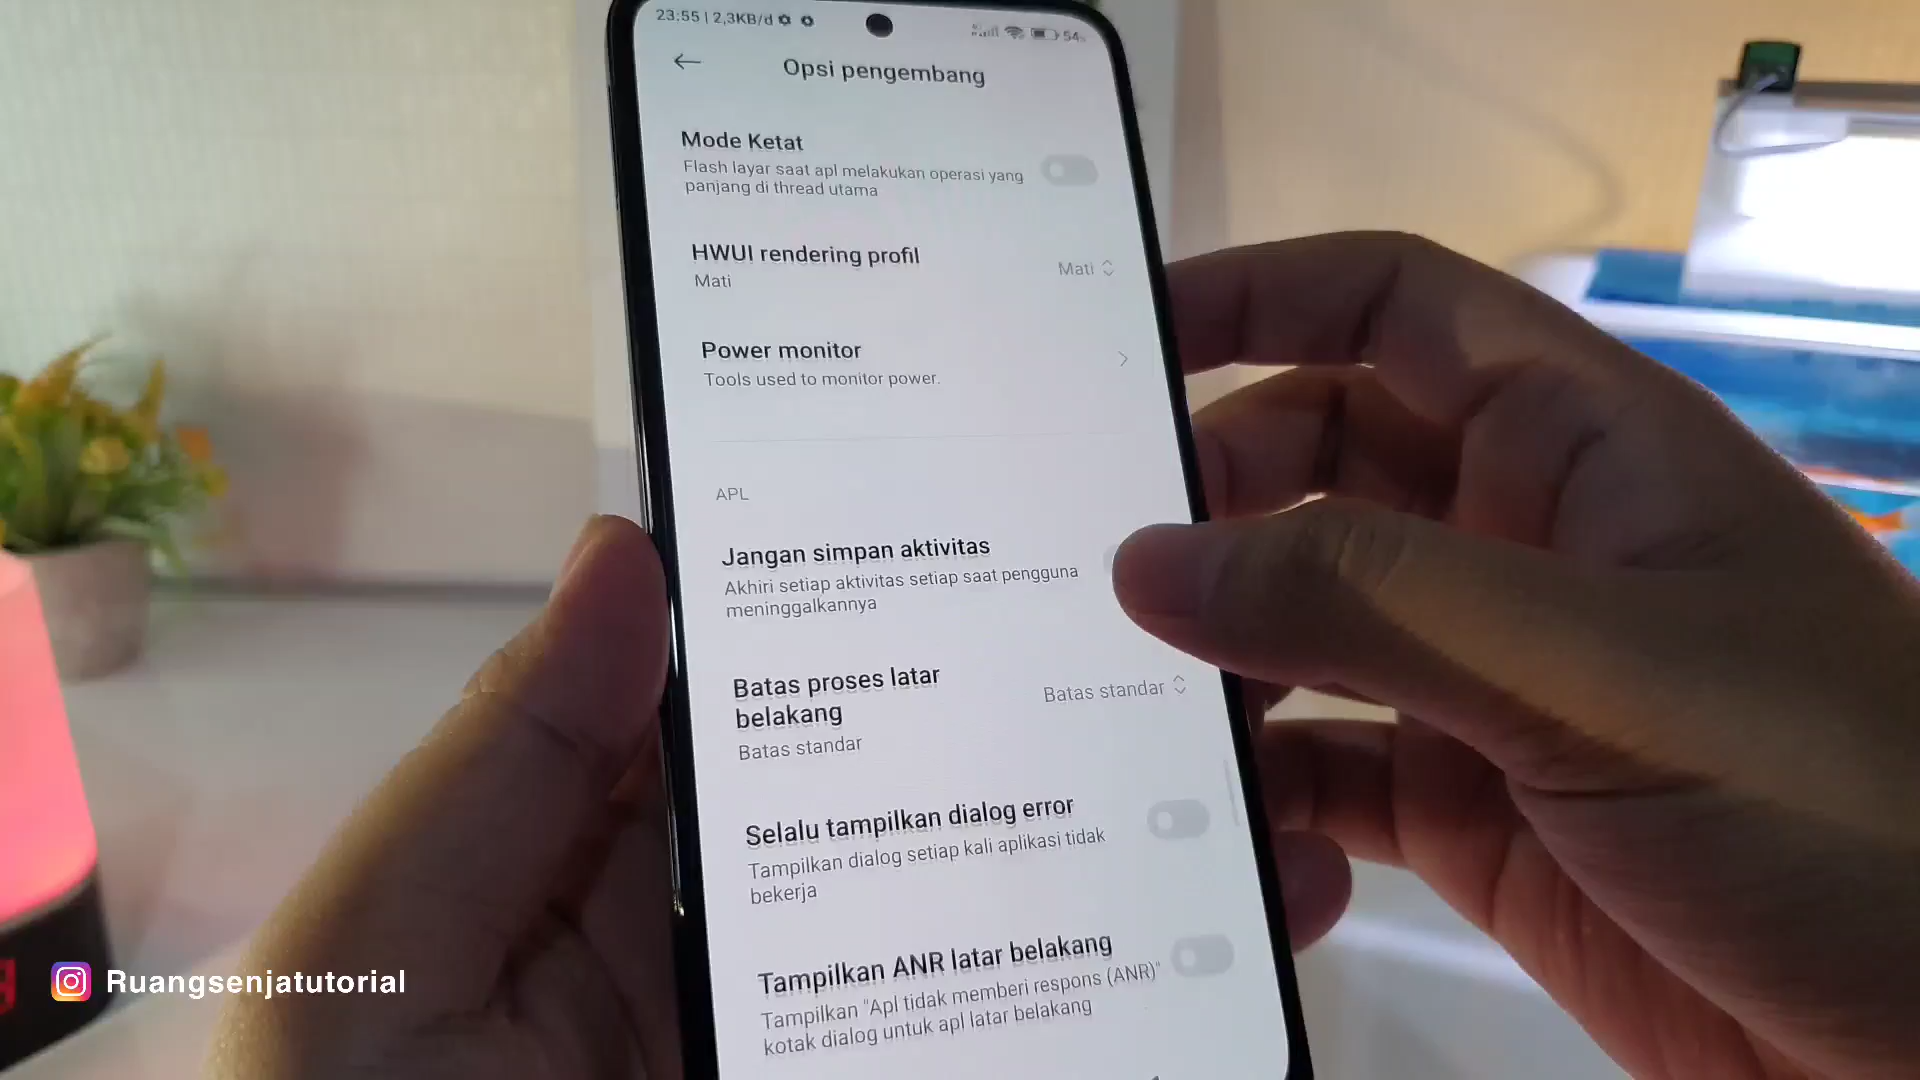 23:55 | 2,3KB/d
54
Opsi pengembang
Mode Ketat
Flash layar saat apl melakukan operasi yang
panjang di thread utama
HWUI rendering profil
Mati
Mati
Power monitor
Tools used to monitor power.
APL
Jangan simpan aktivitas
Akhiri setiap aktivitas setiap saat pengguna
meninggalkannya
Batas proses latar
belakang
Batas standar
Batas standar
Selalu tampilkan dialog error
Tampilkan dialog setiap kali aplikasi tidak
bekerja
Tampilkan ANR latar belakang
Tampilkan "Apl tidak memberi respons (ANR)"
kotak dialog untuk apl latar belakang
Ruangsenjatutorial